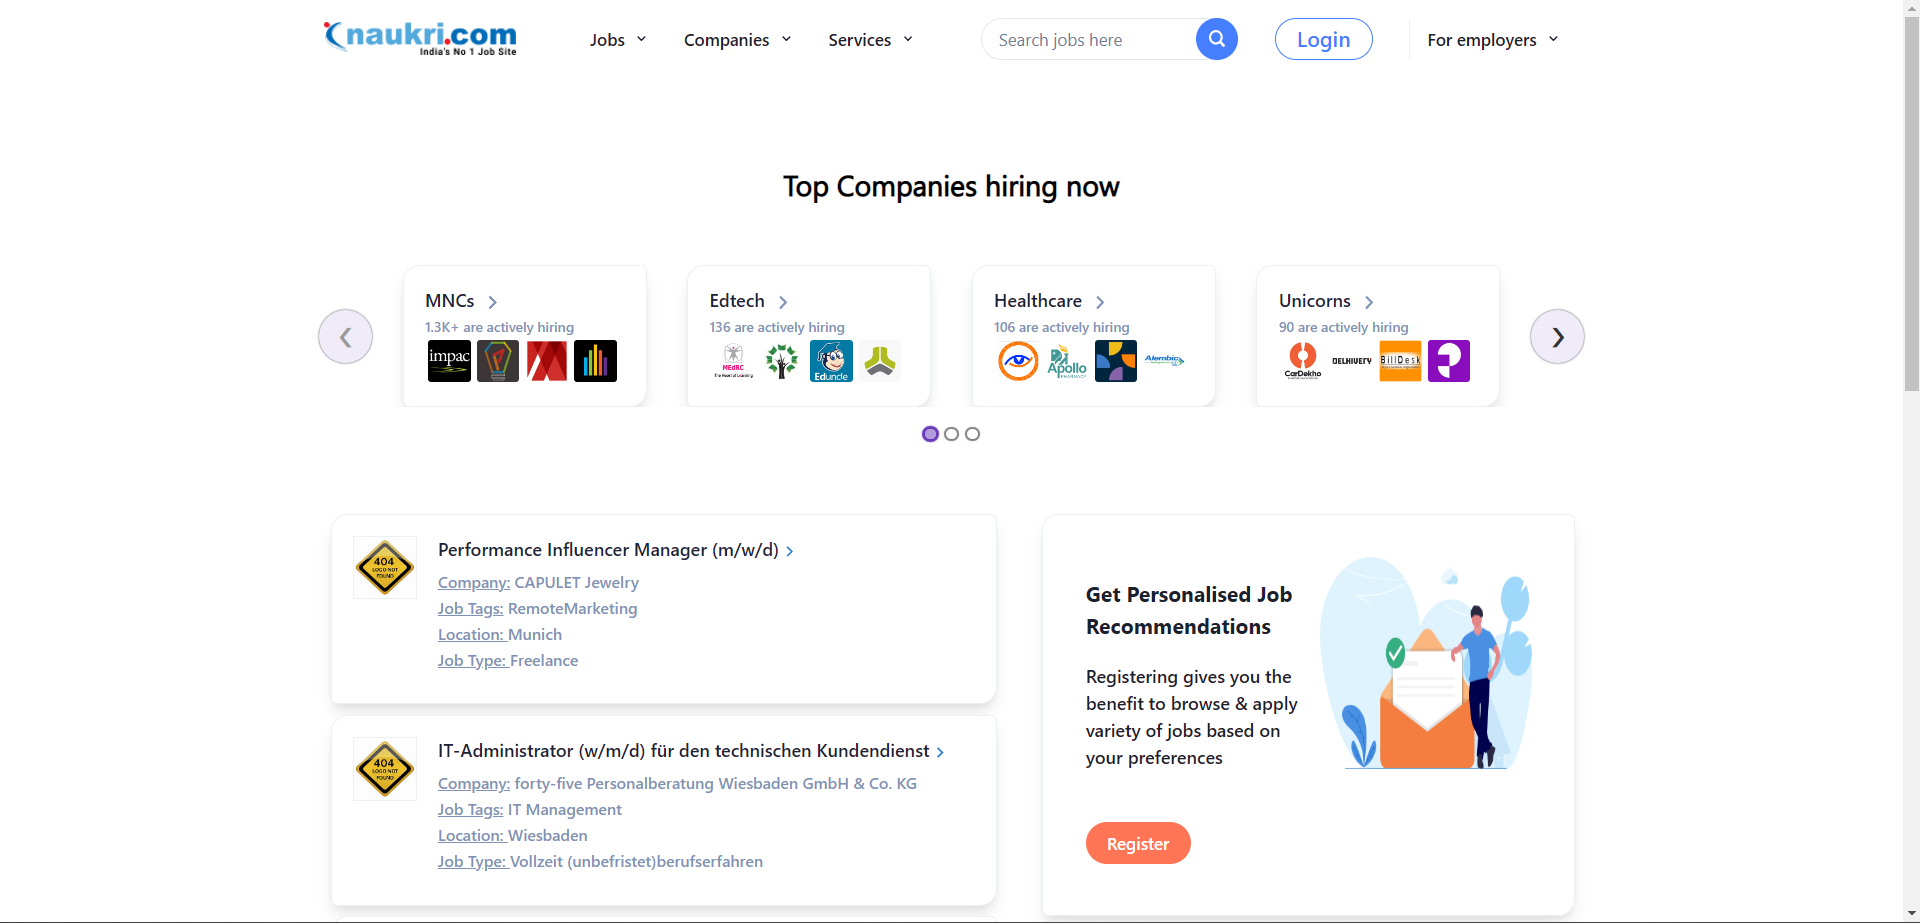 naukri.com
India's No 1 Job Site
Jobs
Companies
Services
Search jobs here
Login
For employers
Top Companies hiring now
MNCs
1.3K+ are actively hiring
impac
Edtech
136 are actively hiring
MEdRC
The Heart of Learning
Eduncle
Healthcare
106 are actively hiring
Apollo
PHARMACY
Alembic
Unicorns
90 are actively hiring
CarDekho
DELHIVERY
BillDesk
404
LOGO NOT
FOUND
Performance Influencer Manager (m/w/d)
Company: CAPULET Jewelry
Job Tags: RemoteMarketing
Location: Munich
Job Type: Freelance
404
LOGO NOT
FOUND
IT-Administrator (w/m/d) für den technischen Kundendienst
Company: forty-five Personalberatung Wiesbaden GmbH & Co. KG
Job Tags: IT Management
Location: Wiesbaden
Job Type: Vollzeit (unbefristet)berufserfahren
Get Personalised Job
Recommendations
Registering gives you the
benefit to browse & apply
variety of jobs based on
your preferences
Register